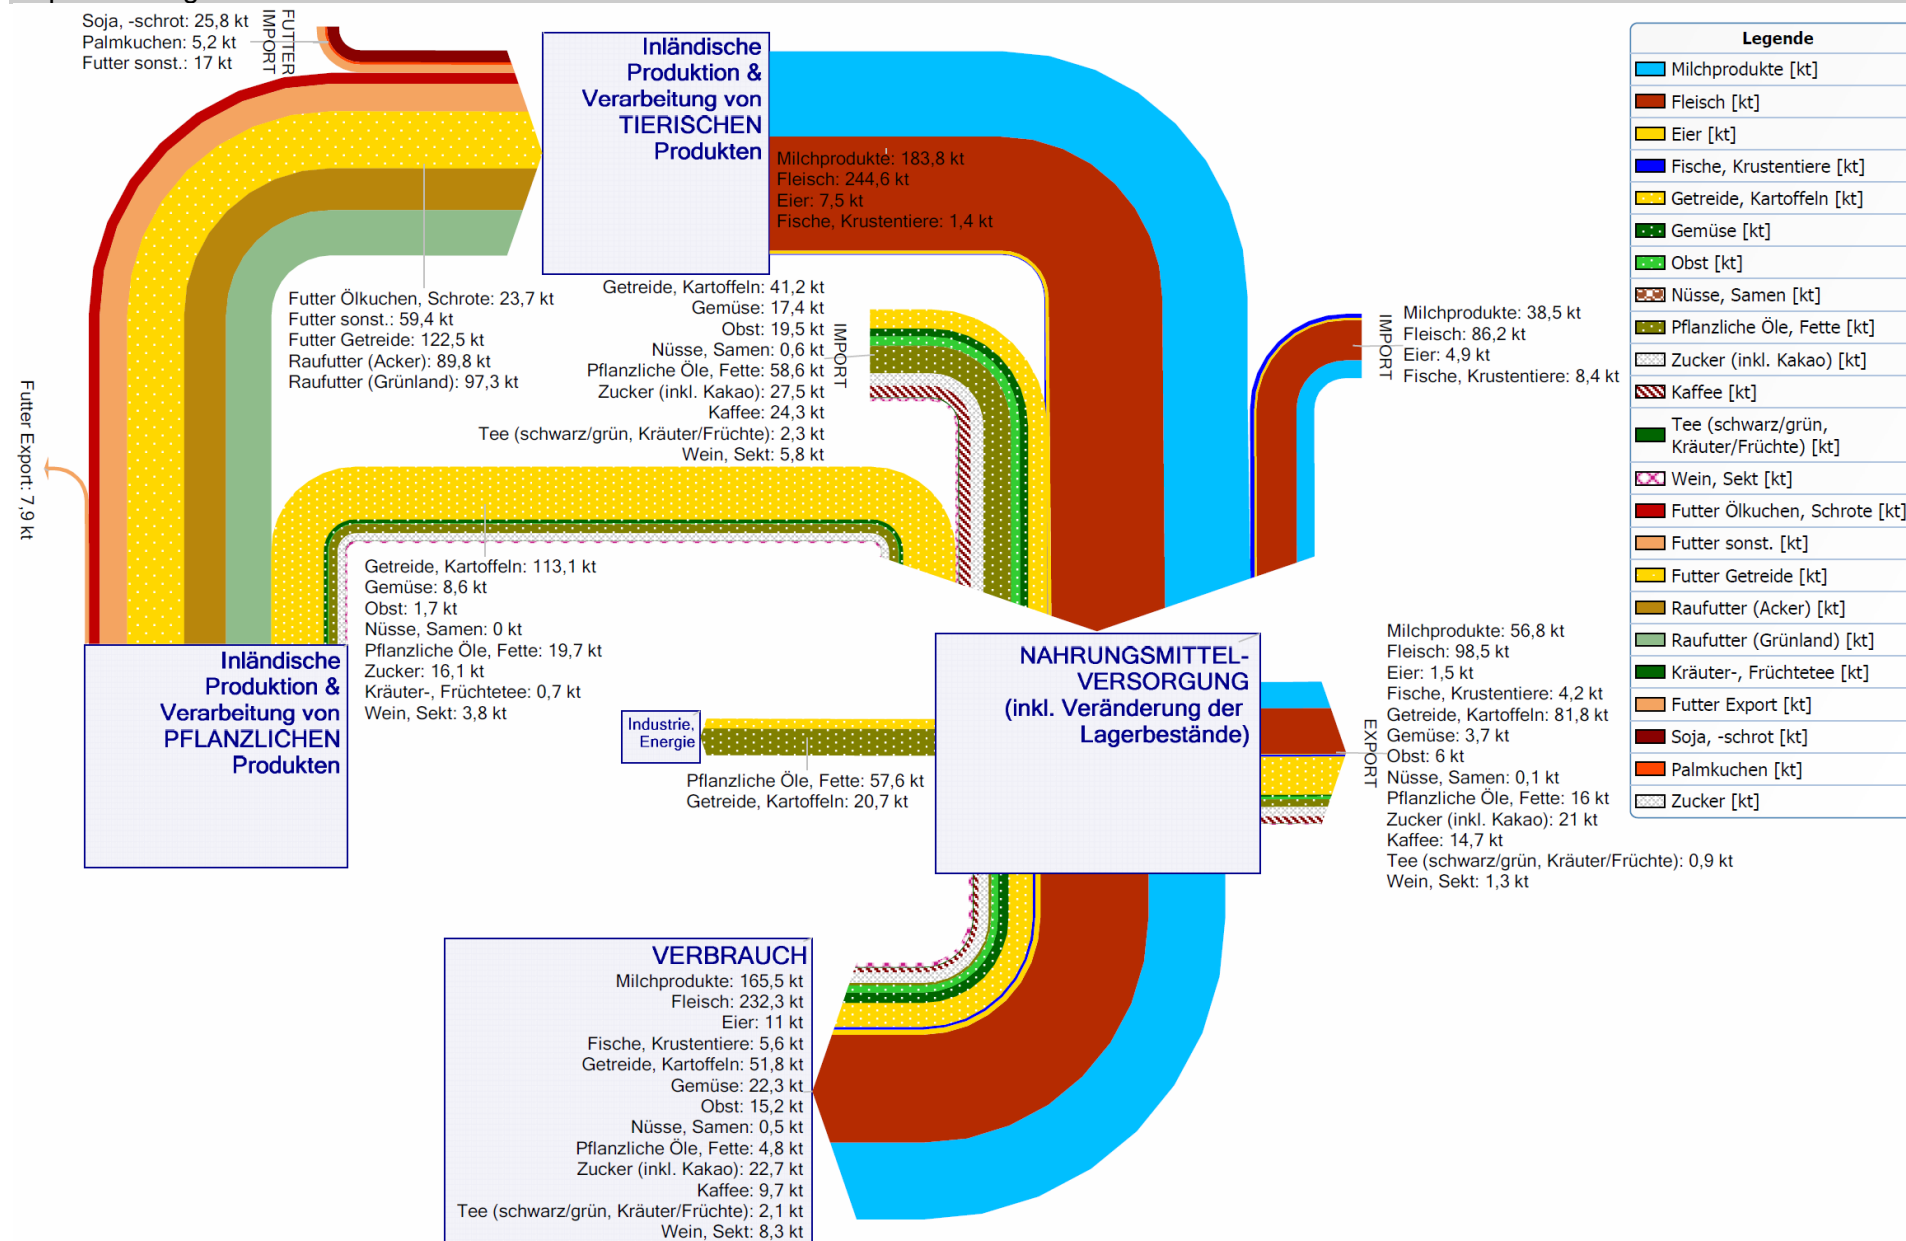 Soja, -schrot: 25,8 kt
Palmkuchen: 5,2 kt
Futter sonst.: 17 kt
FUTTER
IMPORT
Inländische
Produktion &
Verarbeitung von
TIERISCHEN
Produkten
Milchprodukte: 183,8 kt
Fleisch: 244,6 kt
Eier: 7,5 kt
Fische, Krustentiere: 1,4 kt
Futter Ölkuchen, Schrote: 23,7 kt
Futter sonst.: 59,4 kt
Futter Getreide: 122,5 kt
Raufutter (Acker): 89,8 kt
Raufutter (Grünland): 97,3 kt
Getreide, Kartoffeln: 41,2 kt
Gemüse: 17,4 kt
Obst: 19,5 kt
Nüsse, Samen: 0,6 kt
Pflanzliche Öle, Fette: 58,6 kt
Zucker (inkl. Kakao): 27,5 kt
Kaffee: 24,3 kt
Tee (schwarz/grün, Kräuter/Früchte): 2,3 kt
Wein, Sekt: 5,8 kt
IMPORT
IMPORT
Milchprodukte: 38,5 kt
Fleisch: 86,2 kt
Eier: 4,9 kt
Fische, Krustentiere: 8,4 kt
Futter Export: 7,9 kt
Getreide, Kartoffeln: 113,1 kt
Gemüse: 8,6 kt
Obst: 1,7 kt
Nüsse, Samen: 0 kt
Pflanzliche Öle, Fette: 19,7 kt
Zucker: 16,1 kt
Kräuter-, Früchtetee: 0,7 kt
Wein, Sekt: 3,8 kt
Inländische
Produktion &
Verarbeitung von
PFLANZLICHEN
Produkten
Industrie,
Energie
Pflanzliche Öle, Fette: 57,6 kt
Getreide, Kartoffeln: 20,7 kt
NAHRUNGSMITTEL-
VERSORGUNG
(inkl. Veränderung der
Lagerbestände)
EXPORT
Milchprodukte: 56,8 kt
Fleisch: 98,5 kt
Eier: 1,5 kt
Fische, Krustentiere: 4,2 kt
Getreide, Kartoffeln: 81,8 kt
Gemüse: 3,7 kt
Obst: 6 kt
Nüsse, Samen: 0,1 kt
Pflanzliche Öle, Fette: 16 kt
Zucker (inkl. Kakao): 21 kt
Kaffee: 14,7 kt
Tee (schwarz/grün, Kräuter/Früchte): 0,9 kt
Wein, Sekt: 1,3 kt
VERBRAUCH
Milchprodukte: 165,5 kt
Fleisch: 232,3 kt
Eier: 11 kt
Fische, Krustentiere: 5,6 kt
Getreide, Kartoffeln: 51,8 kt
Gemüse: 22,3 kt
Obst: 15,2 kt
Nüsse, Samen: 0,5 kt
Pflanzliche Öle, Fette: 4,8 kt
Zucker (inkl. Kakao): 22,7 kt
Kaffee: 9,7 kt
Tee (schwarz/grün, Kräuter/Früchte): 2,1 kt
Wein, Sekt: 8,3 kt
Legende
Milchprodukte [kt]
Fleisch [kt]
Eier [kt]
Fische, Krustentiere [kt]
Getreide, Kartoffeln [kt]
Gemüse [kt]
Obst [kt]
Nüsse, Samen [kt]
Pflanzliche Öle, Fette [kt]
Zucker (inkl. Kakao) [kt]
Kaffee [kt]
Tee (schwarz/grün,
Kräuter/Früchte) [kt]
Wein, Sekt [kt]
Futter Ölkuchen, Schrote [kt]
Futter sonst. [kt]
Futter Getreide [kt]
Raufutter (Acker) [kt]
Raufutter (Grünland) [kt]
Kräuter-, Früchtetee [kt]
Futter Export [kt]
Soja, -schrot [kt]
Palmkuchen [kt]
Zucker [kt]